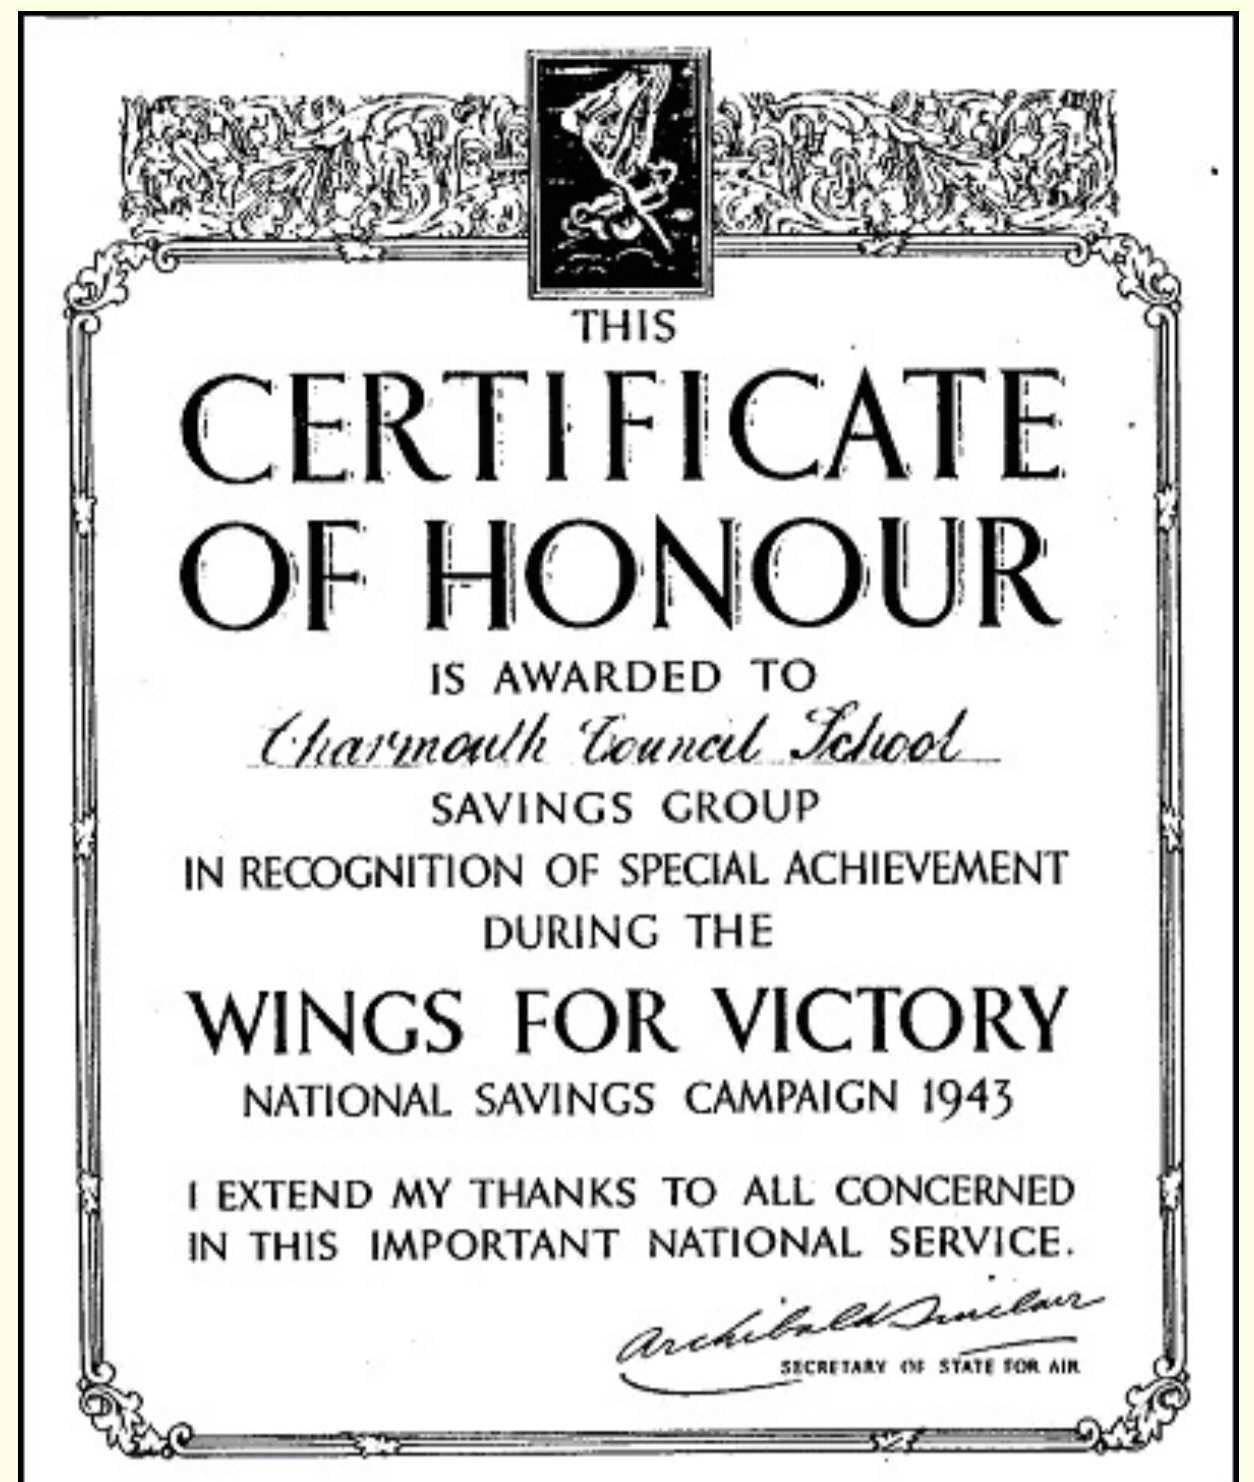 THIS
CERTIFICATE
OF HONOUR
IS AWARDED TO
Charmouth Council School
SAVINGS GROUP
IN RECOGNITION OF SPECIAL ACHIEVEMENT
DURING THE
WINGS FOR VICTORY
NATIONAL SAVINGS CAMPAIGN 1943
I EXTEND MY THANKS TO ALL CONCERNED
IN THIS IMPORTANT NATIONAL SERVICE.
Archibald Sinclair
SECRETARY OF STATE FOR AIR